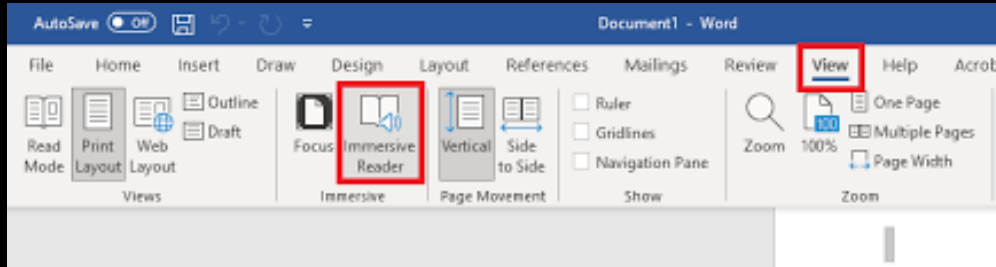 AutoSave Off Document1 - Word
File Home Insert Draw Design Layout References Mailings Review View Help Acrob
Read Mode
Print Layout
Web Layout
Outline
Draft
Views
Focus
Immersive Reader
Immersive
Vertical
Side to Side
Page Movement
Ruler
Gridlines
Navigation Pane
Show
Zoom
100
100%
One Page
Multiple Pages
Page Width
Zoom